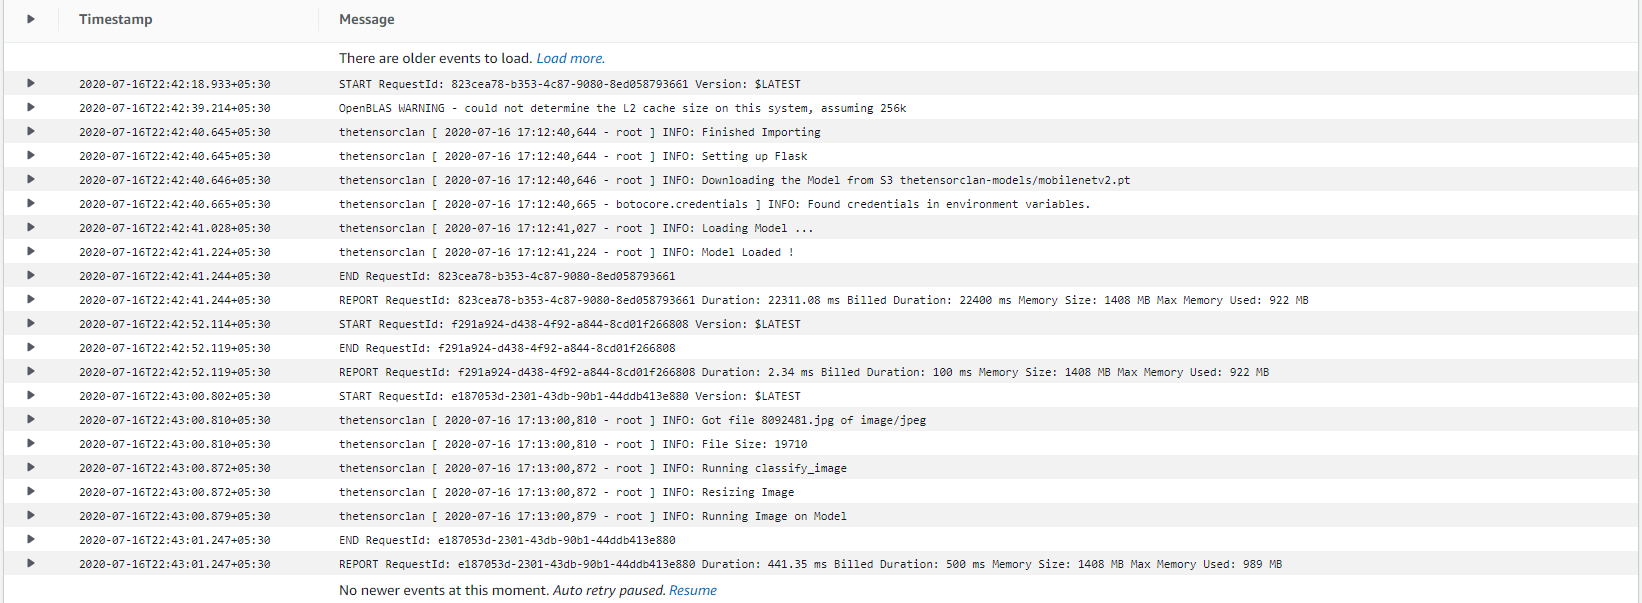 Timestamp Message
There are older events to load. Load more.
2020-07-16T22:42:18.933+05:30 START RequestId: 823cea78-b353-4c87-9080-8ed058793661 Version: $LATEST
2020-07-16T22:42:39.214+05:30 OpenBLAS WARNING - could not determine the L2 cache size on this system, assuming 256k
2020-07-16T22:42:40.645+05:30 thetensorclan [ 2020-07-16 17:12:40,644 - root ] INFO: Finished Importing
2020-07-16T22:42:40.645+05:30 thetensorclan [ 2020-07-16 17:12:40,644 - root ] INFO: Setting up Flask
2020-07-16T22:42:40.646+05:30 thetensorclan [ 2020-07-16 17:12:40,646 - root ] INFO: Downloading the Model from S3 thetensorclan-models/mobilenetv2.pt
2020-07-16T22:42:40.665+05:30 thetensorclan [ 2020-07-16 17:12:40,665 - botocore.credentials ] INFO: Found credentials in environment variables.
2020-07-16T22:42:41.028+05:30 thetensorclan [ 2020-07-16 17:12:41,027 - root ] INFO: Loading Model ...
2020-07-16T22:42:41.224+05:30 thetensorclan [ 2020-07-16 17:12:41,224 - root ] INFO: Model Loaded !
2020-07-16T22:42:41.244+05:30 END RequestId: 823cea78-b353-4c87-9080-8ed058793661
2020-07-16T22:42:41.244+05:30 REPORT RequestId: 823cea78-b353-4c87-9080-8ed058793661 Duration: 22311.08 ms Billed Duration: 22400 ms Memory Size: 1408 MB Max Memory Used: 922 MB
2020-07-16T22:42:52.114+05:30 START RequestId: f291a924-d438-4f92-a844-8cd01f266808 Version: $LATEST
2020-07-16T22:42:52.119+05:30 END RequestId: f291a924-d438-4f92-a844-8cd01f266808
2020-07-16T22:42:52.119+05:30 REPORT RequestId: f291a924-d438-4f92-a844-8cd01f266808 Duration: 2.34 ms Billed Duration: 100 ms Memory Size: 1408 MB Max Memory Used: 922 MB
2020-07-16T22:43:00.802+05:30 START RequestId: e187053d-2301-43db-90b1-44ddb413e880 Version: $LATEST
2020-07-16T22:43:00.810+05:30 thetensorclan [ 2020-07-16 17:13:00,810 - root ] INFO: Got file 8092481.jpg of image/jpeg
2020-07-16T22:43:00.810+05:30 thetensorclan [ 2020-07-16 17:13:00,810 - root ] INFO: File Size: 19710
2020-07-16T22:43:00.872+05:30 thetensorclan [ 2020-07-16 17:13:00,872 - root ] INFO: Running classify_image
2020-07-16T22:43:00.872+05:30 thetensorclan [ 2020-07-16 17:13:00,872 - root ] INFO: Resizing Image
2020-07-16T22:43:00.879+05:30 thetensorclan [ 2020-07-16 17:13:00,879 - root ] INFO: Running Image on Model
2020-07-16T22:43:01.247+05:30 END RequestId: e187053d-2301-43db-90b1-44ddb413e880
2020-07-16T22:43:01.247+05:30 REPORT RequestId: e187053d-2301-43db-90b1-44ddb413e880 Duration: 441.35 ms Billed Duration: 500 ms Memory Size: 1408 MB Max Memory Used: 989 MB
No newer events at this moment. Auto retry paused. Resume